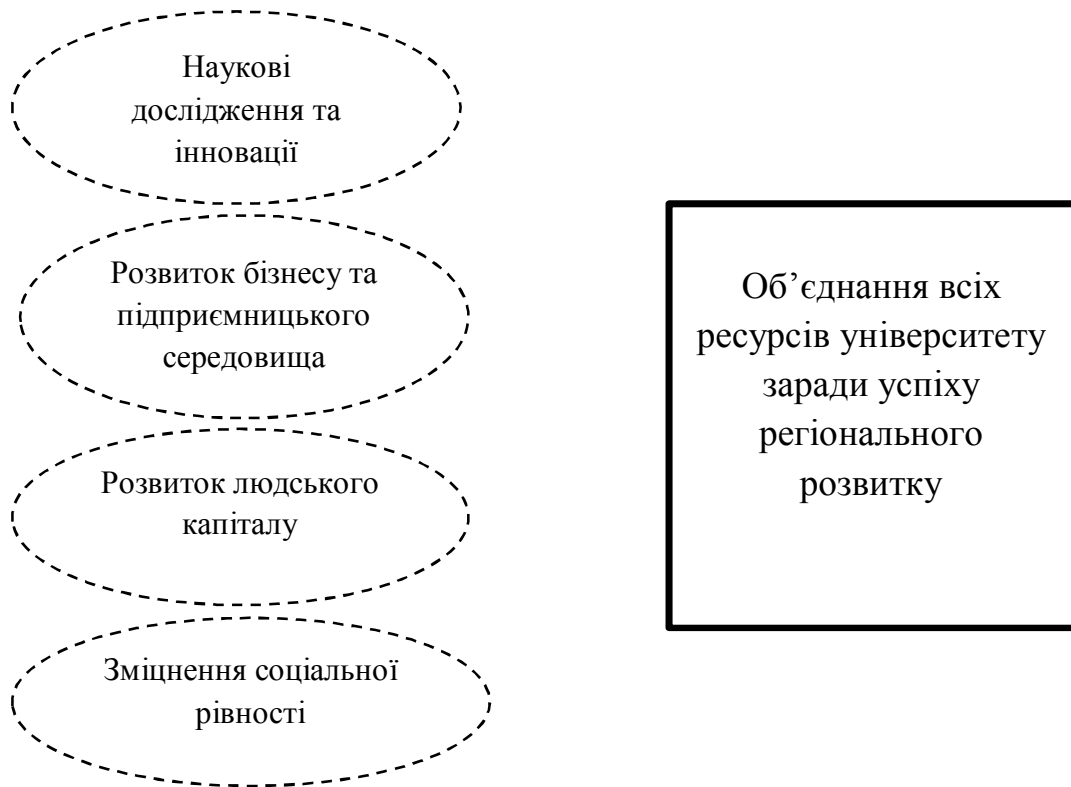 Наукові
дослідження та
інновації
Розвиток бізнесу та
підприємницького
середовища
Розвиток людського
капіталу
Зміцнення соціальної
рівності
Об’єднання всіх
ресурсів університету
заради успіху
регіонального
розвитку